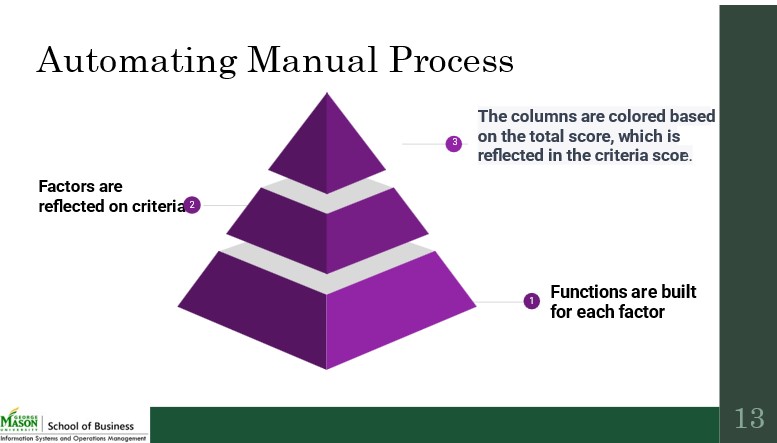 Automating Manual Process
The columns are colored based
on the total score, which is
reflected in the criteria scoe.
3
Factors are
reflected on criteria
2
1
Functions are built
for each factor
GEORGE
MASON
UNIVERSITY
School of Business
Information Systems and Operations Management
13